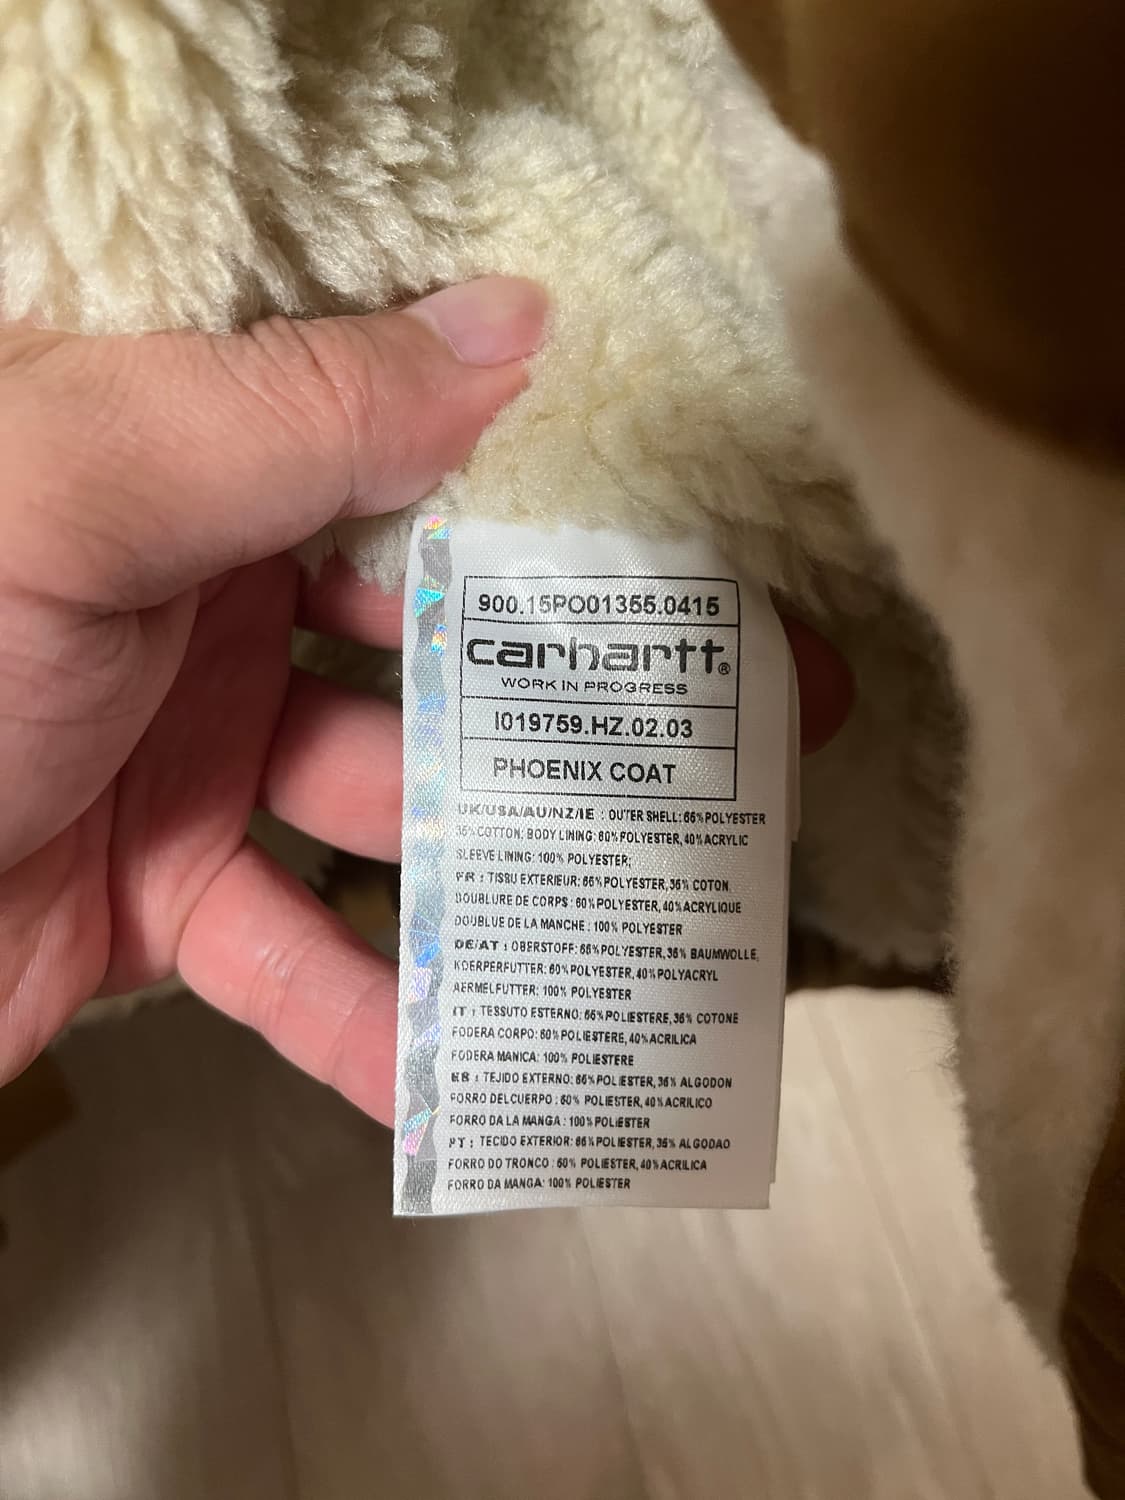 900.15PO01355.0415
carhartt®
WORK IN PROGRESS
I019759.HZ.02.03
PHOENIX COAT
UK/USA/AU/NZ/IE : OUTER SHELL: 65% POLYESTER
35% COTTON; BODY LINING: 60% POLYESTER, 40% ACRYLIC
SLEEVE LINING: 100% POLYESTER;
FR : TISSU EXTERIEUR: 65% POLYESTER, 35% COTON,
DOUBLURE DE CORPS: 60% POLYESTER, 40% ACRYLIQUE
DOUBLUE DE LA MANCHE: 100% POLYESTER
DE/AT : OBERSTOFF: 65% POLYESTER, 35% BAUMWOLLE,
KOERPERFUTTER: 60% POLYESTER, 40% POLYACRYL
AERMELFUTTER: 100% POLYESTER
IT : TESSUTO ESTERNO: 65% POLIESTERE, 35% COTONE
FODERA CORPO: 60% POLIESTERE, 40% ACRILICA
FODERA MANICA: 100% POLIESTERE
ES : TEJIDO EXTERNO: 65% POLIESTER, 35% ALGODON
FORRO DEL CUERPO : 60% POLIESTER, 40% ACRILICO
FORRO DA LA MANGA: 100% POLIESTER
PT : TECIDO EXTERIOR: 65% POLIESTER, 35% ALGODAO
FORRO DO TRONCO : 60% POLIESTER, 40% ACRILICA
FORRO DA MANGA: 100% POLIESTER